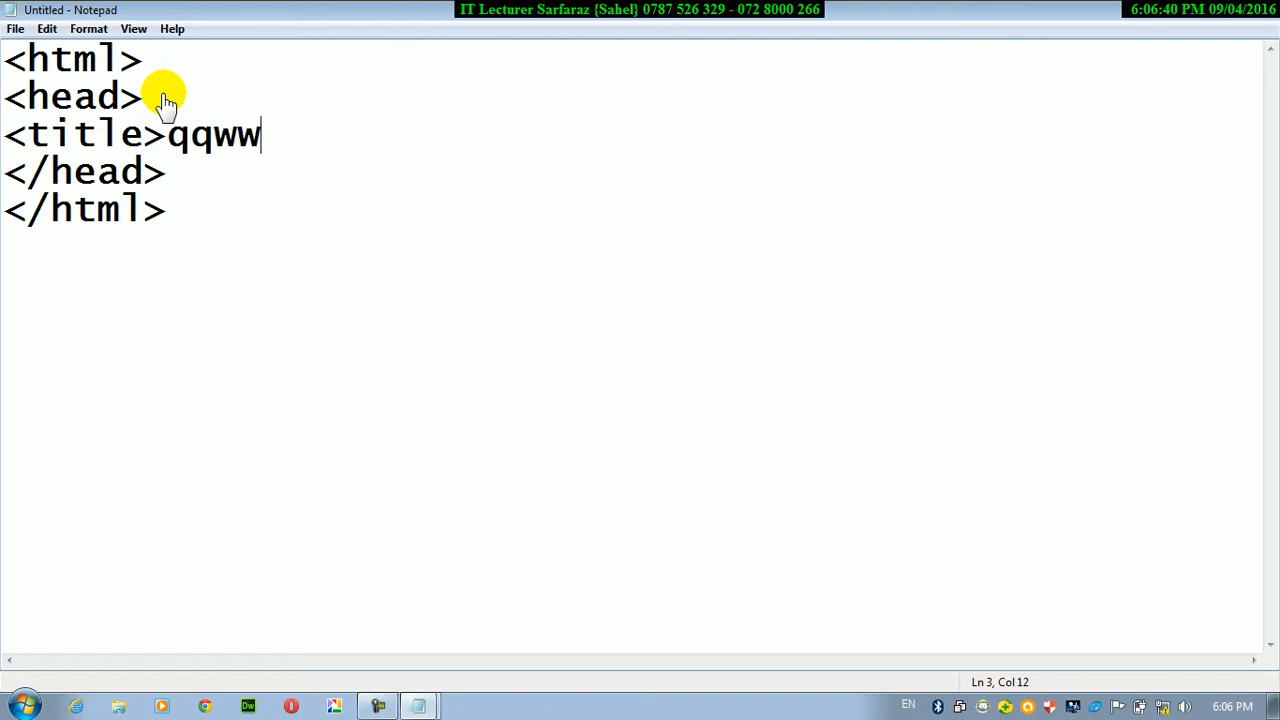 Untitled - Notepad
IT Lecturer Sarfaraz {Sahel} 0787 526 329 - 072 8000 266
6:06:40 PM 09/04/2016
File Edit Format View Help
<html>
<head>
<title>qqww
</head>
</html>
Ln 3, Col 12
Dw
EN
6:06 PM